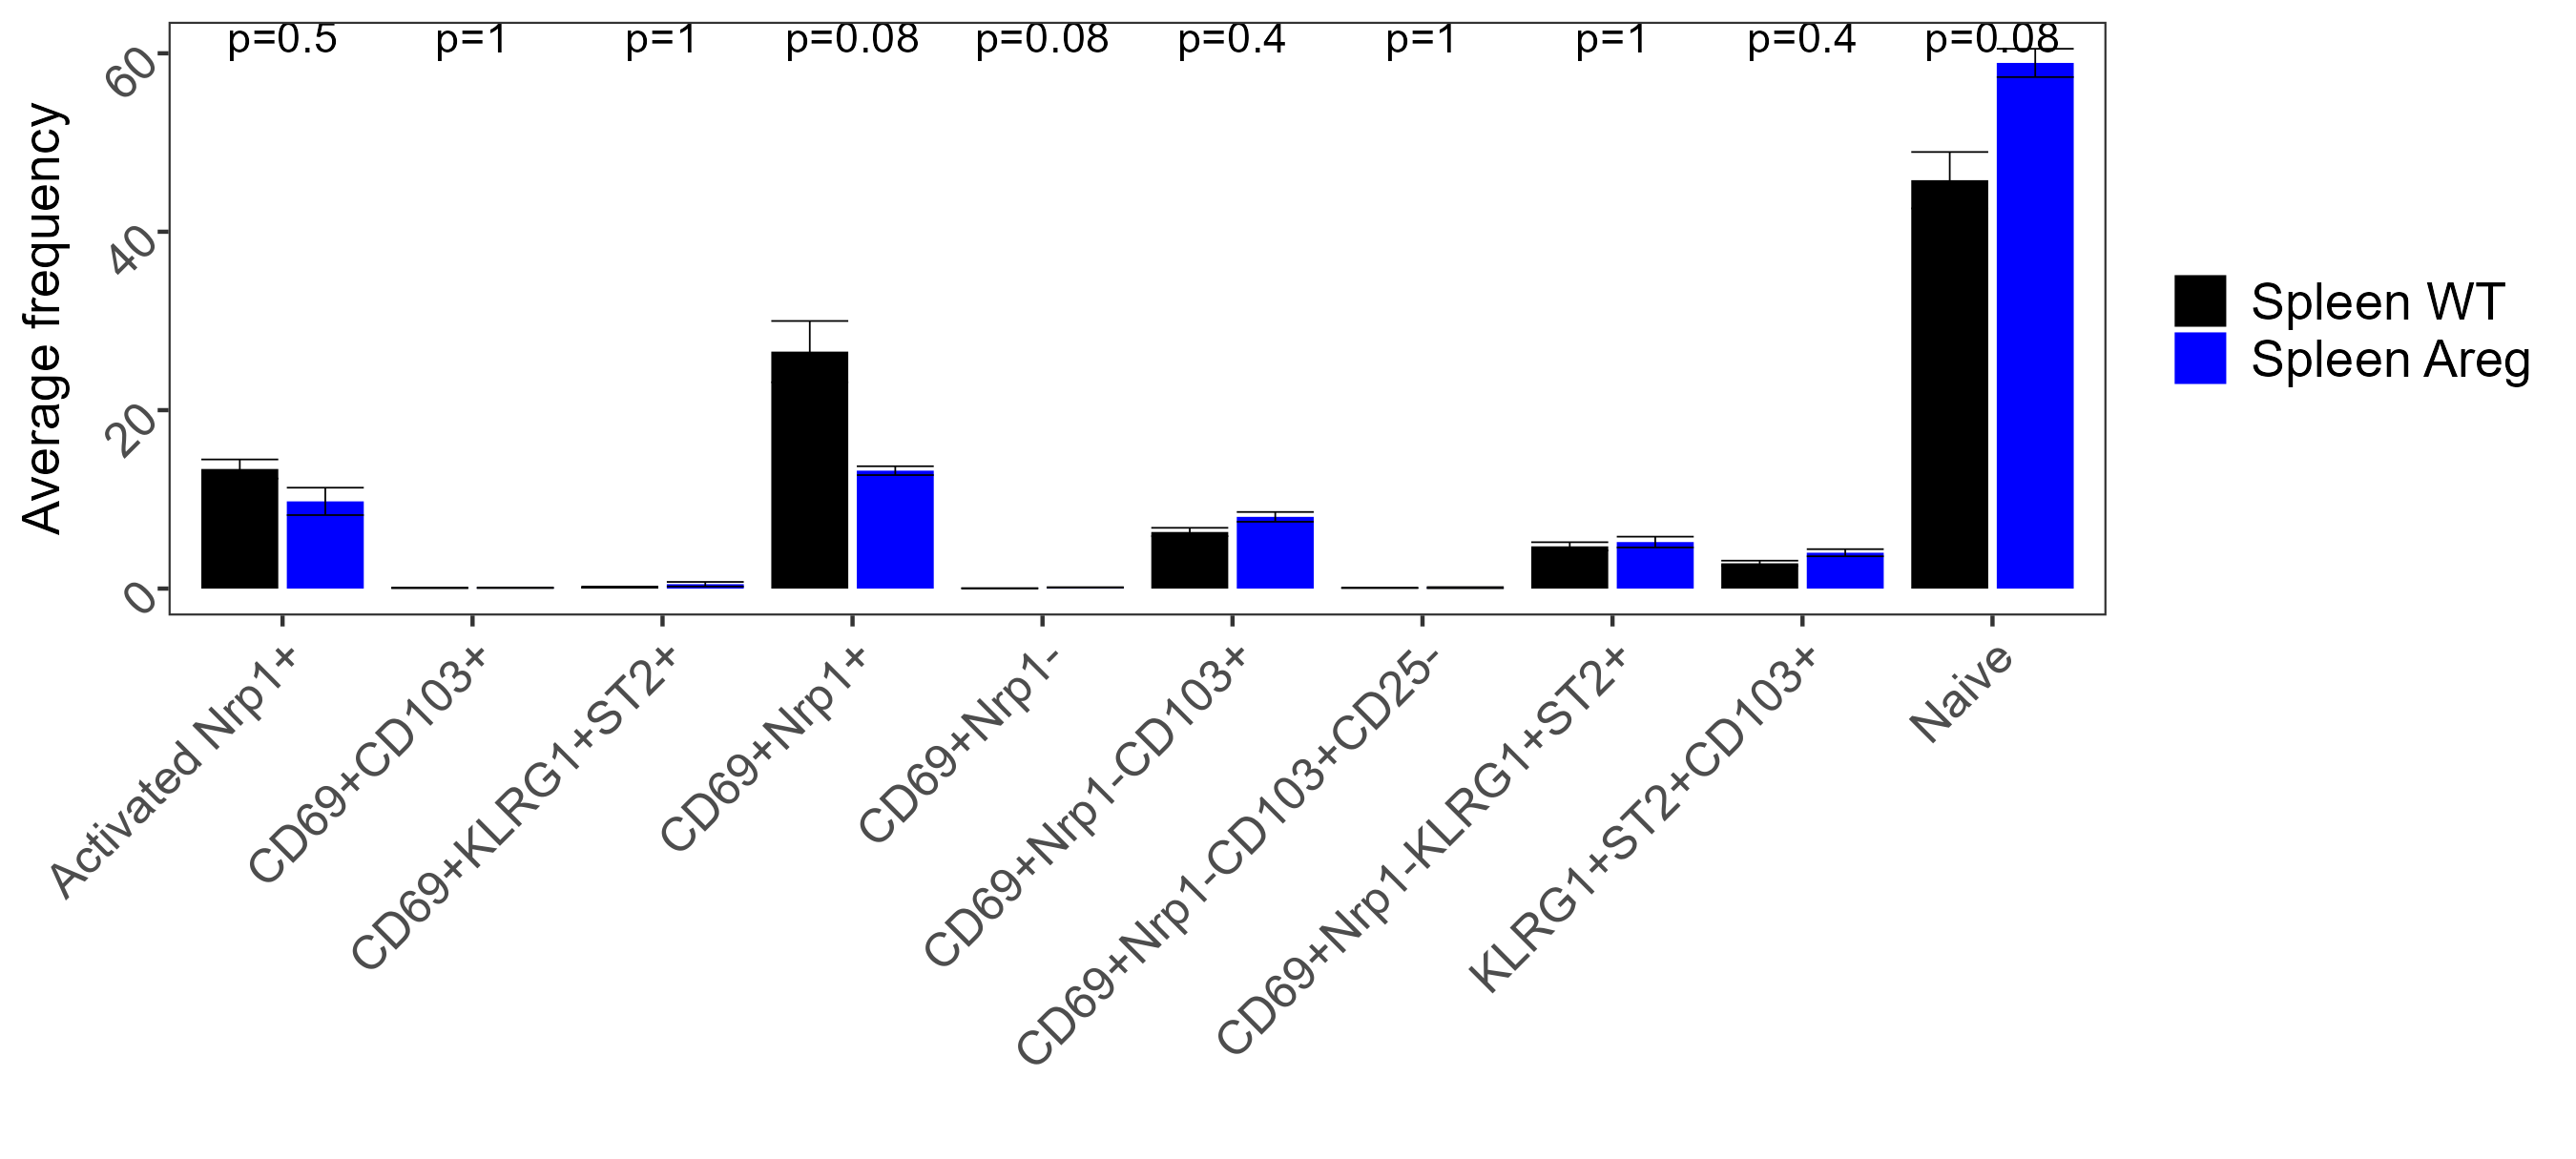 p=0.5 p=1 p=1 p=0.08 p=0.08 p=0.4 p=1 p=1 p=0.4 p=0.08
Average frequency
60
40
20
0
Activated Nrp1+
CD69+CD103+
CD69+KLRG1+ST2+
CD69+Nrp1+
CD69+Nrp1-
CD69+Nrp1-CD103+
CD69+Nrp1-CD103+CD25-
CD69+Nrp1-KLRG1+ST2+
KLRG1+ST2+CD103+
Naive
Spleen WT
Spleen Areg